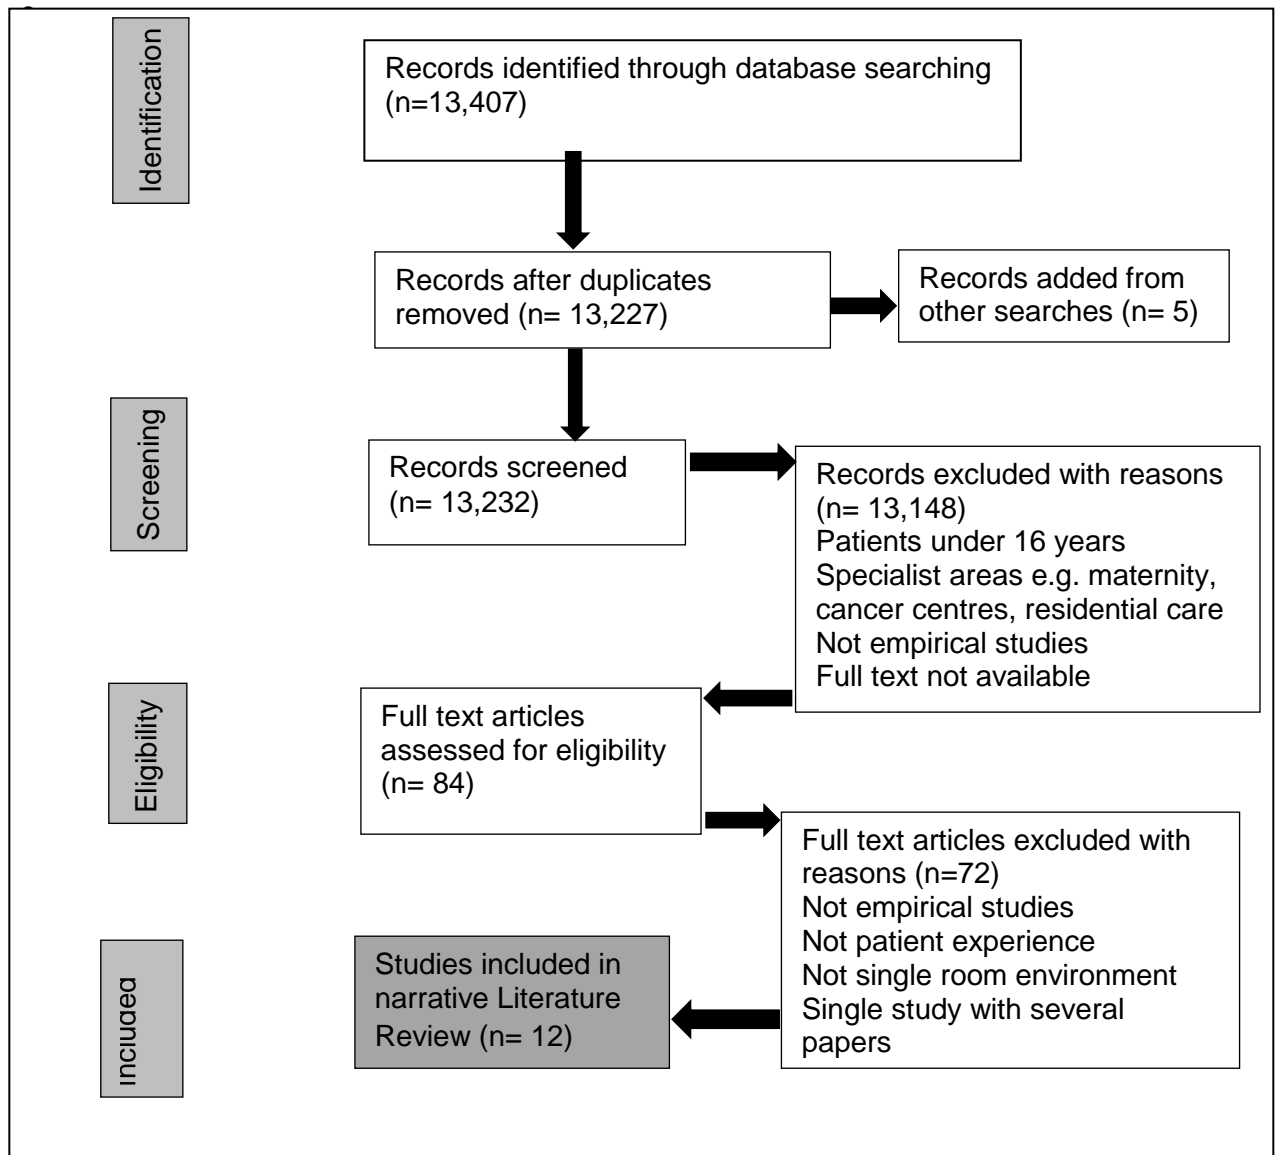 Identification
Records identified through database searching
(n=13,407)
Records after duplicates
removed (n= 13,227)
Records added from
other searches (n= 5)
Screening
Records screened
(n= 13,232)
Records excluded with reasons
(n= 13,148)
Patients under 16 years
Specialist areas e.g. maternity,
cancer centres, residential care
Not empirical studies
Full text not available
Eligibility
Full text articles
assessed for eligibility
(n= 84)
Full text articles excluded with
reasons (n=72)
Not empirical studies
Not patient experience
Not single room environment
Single study with several
papers
Included
Studies included in
narrative Literature
Review (n= 12)